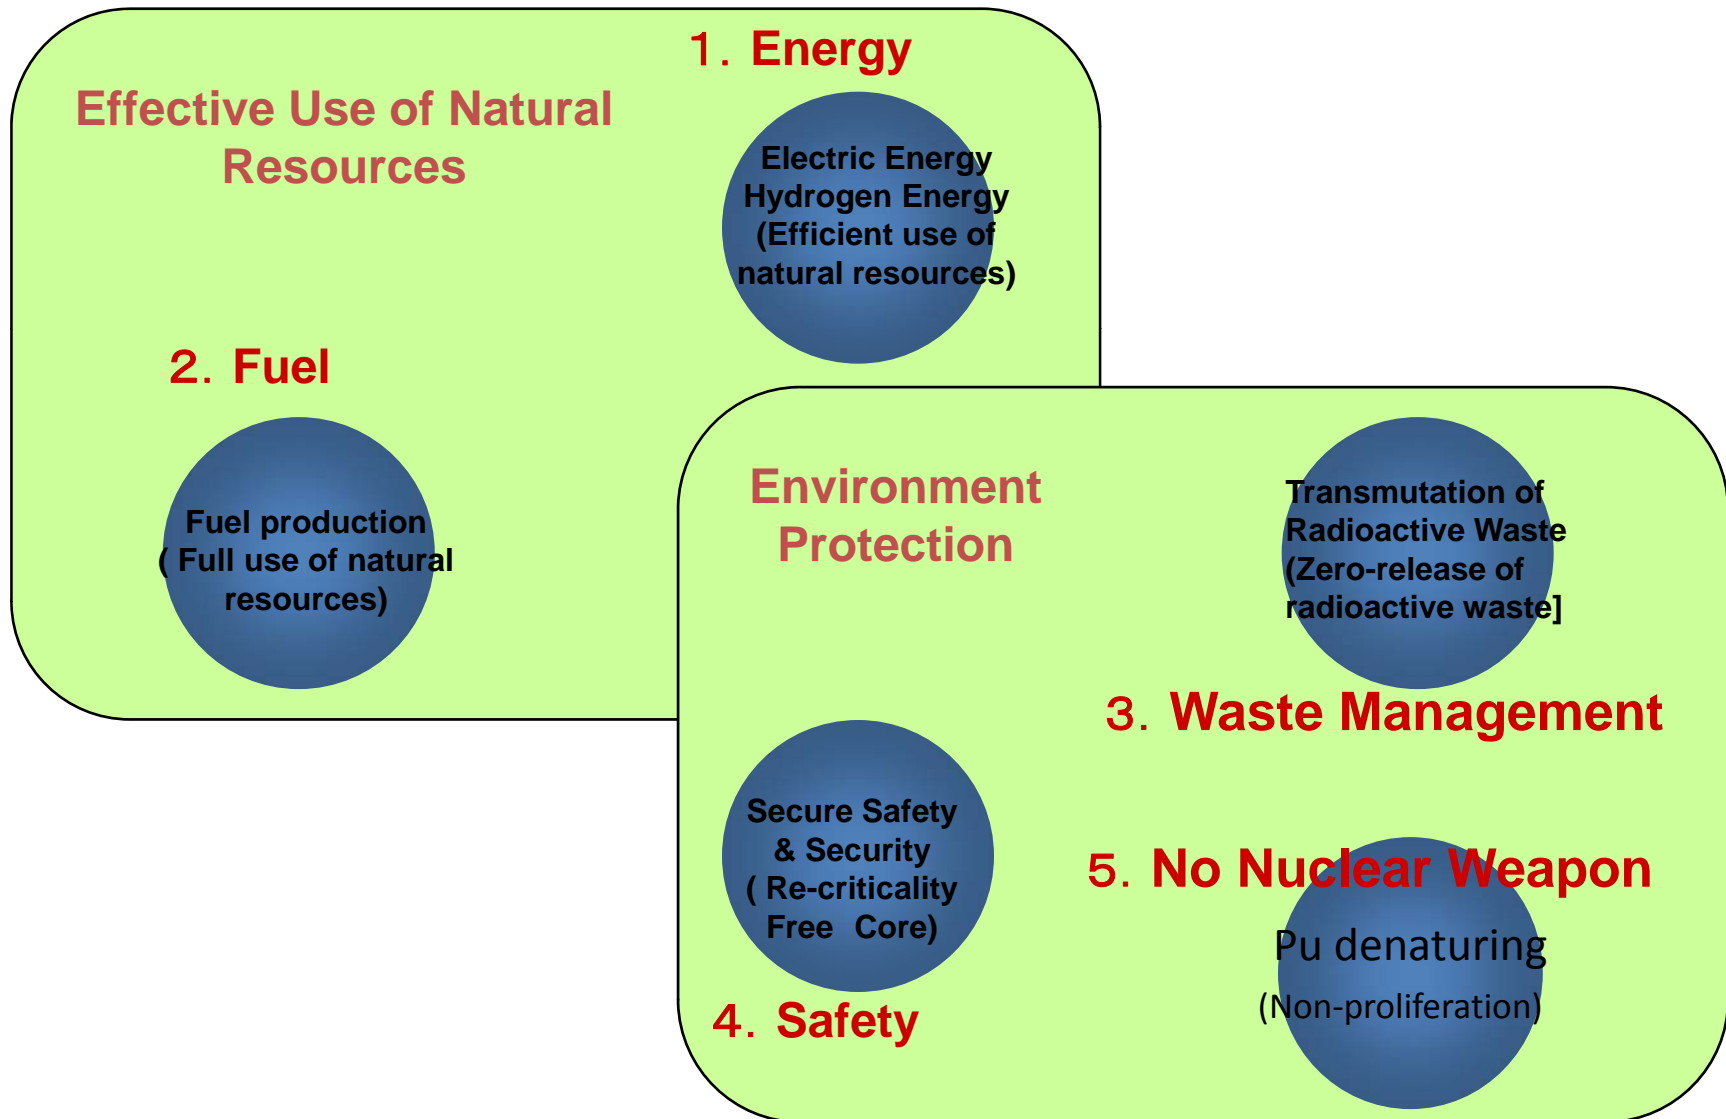 1. Energy
Effective Use of Natural
Resources
Electric Energy
Hydrogen Energy
(Efficient use of
natural resources)
2. Fuel
Fuel production
( Full use of natural
resources)
Environment
Protection
Transmutation of
Radioactive Waste
(Zero-release of
radioactive waste]
3. Waste Management
Secure Safety
& Security
( Re-criticality
Free Core)
4. Safety
5. No Nuclear Weapon
Pu denaturing
(Non-proliferation)